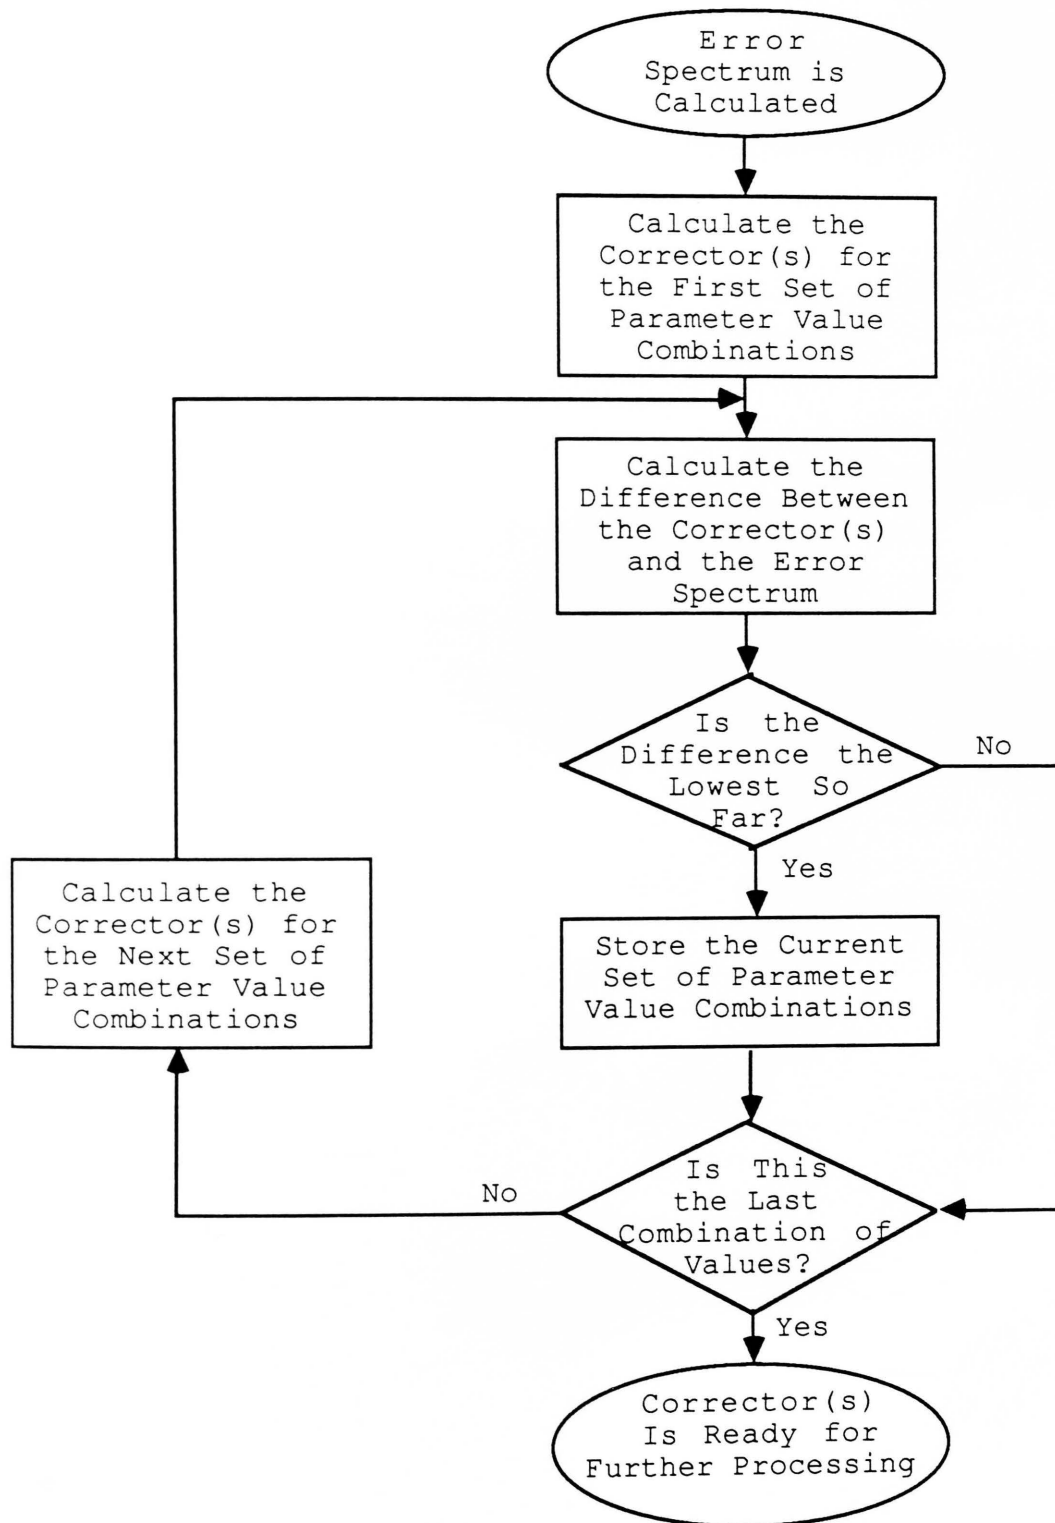 Error
Spectrum is
Calculated
Calculate the
Corrector(s) for
the First Set of
Parameter Value
Combinations
Calculate the
Difference Between
the Corrector(s)
and the Error
Spectrum
Is the
Difference the
Lowest So
Far?
No
Yes
Calculate the
Corrector(s) for
the Next Set of
Parameter Value
Combinations
Store the Current
Set of Parameter
Value Combinations
Is This
the Last
Combination of
Values?
No
Yes
Corrector(s)
Is Ready for
Further Processing